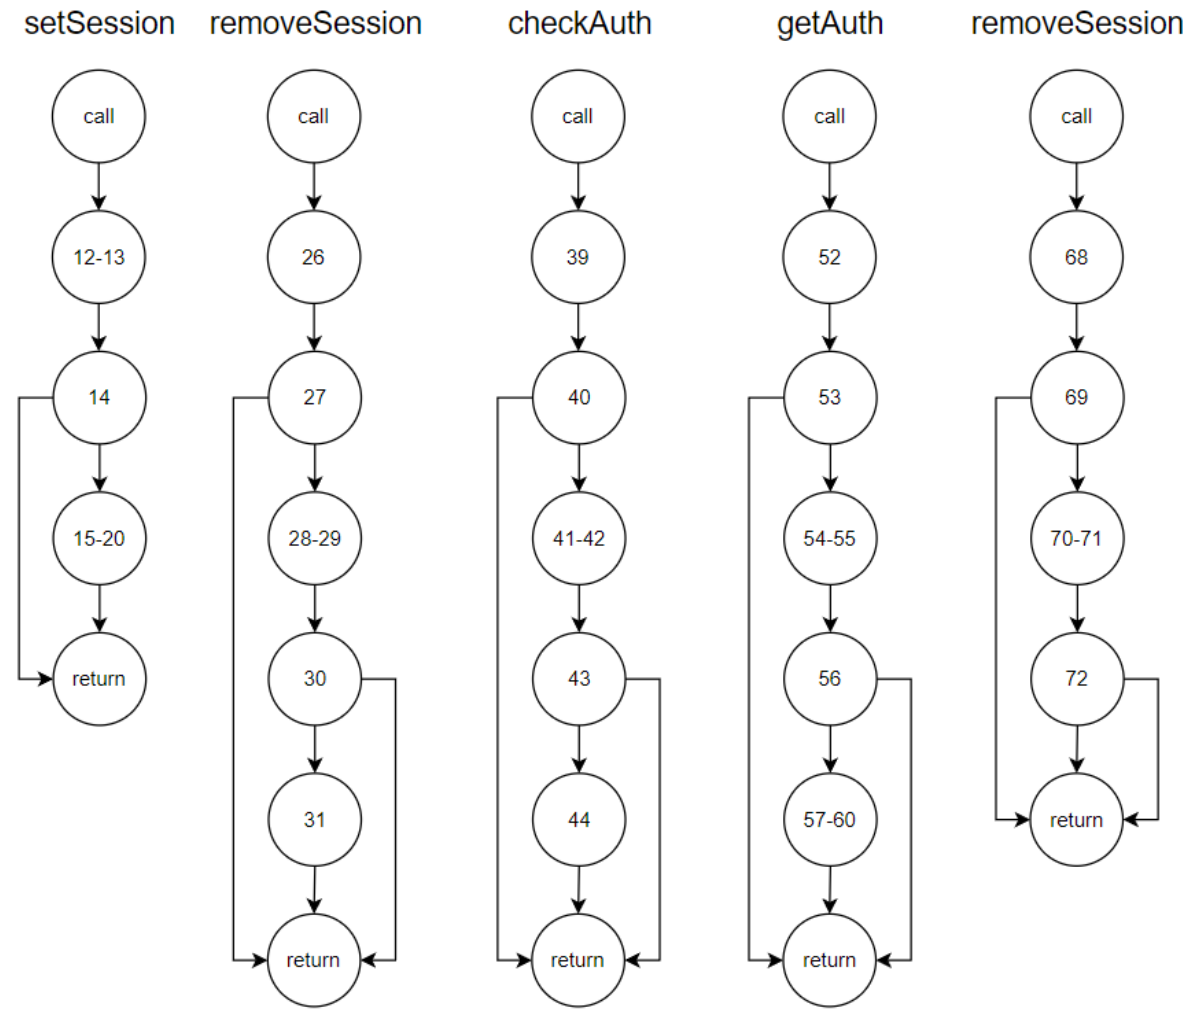 setSession
call
12-13
14
15-20
return
removeSession
call
26
27
28-29
30
31
return
checkAuth
call
39
40
41-42
43
44
return
getAuth
call
52
53
54-55
56
57-60
return
removeSession
call
68
69
70-71
72
return